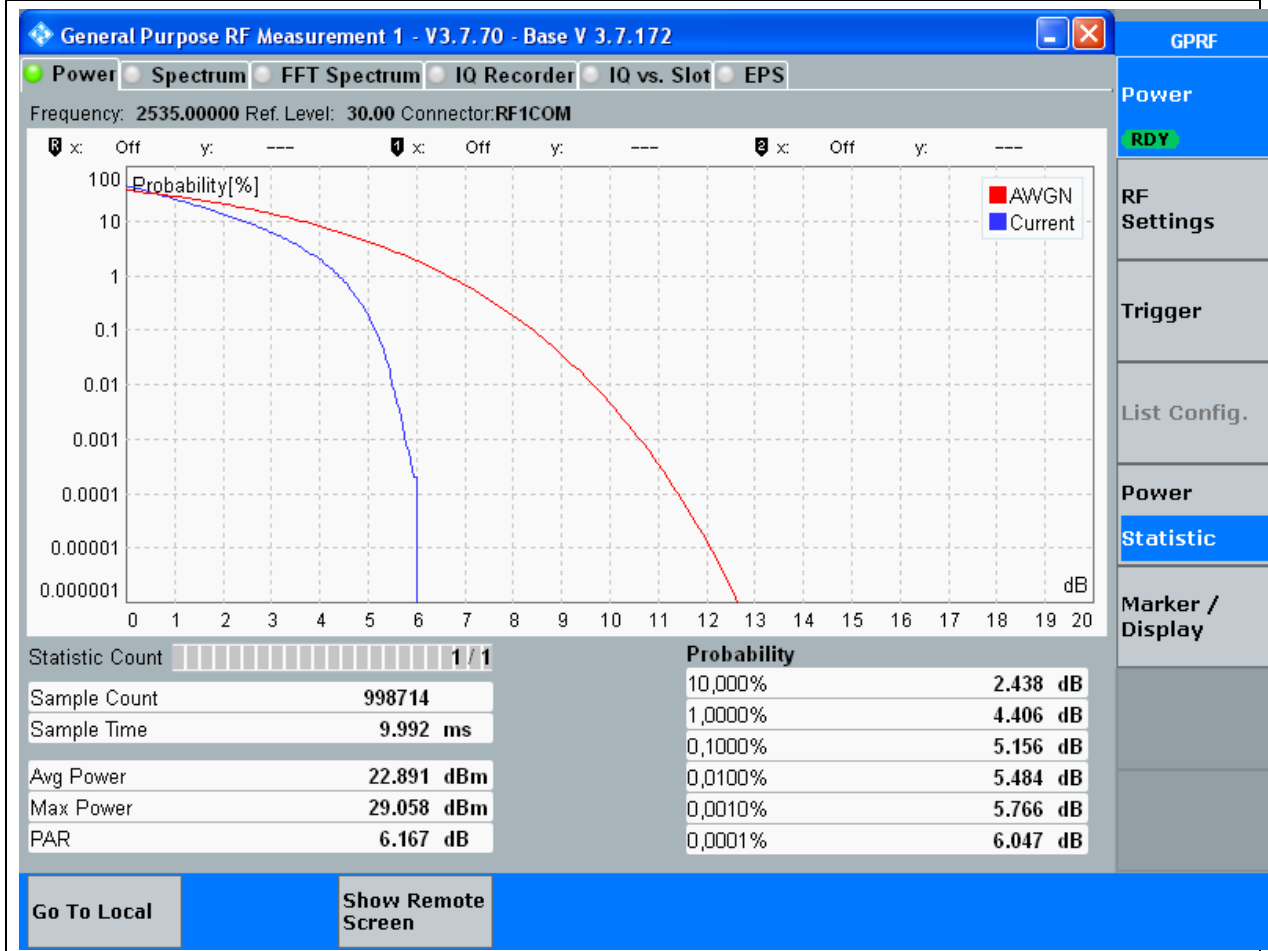 General Purpose RF Measurement 1 - V3.7.70 - Base V 3.7.172
GPRF
Power Spectrum FFT Spectrum IQ Recorder IQ vs. Slot EPS
Frequency: 2535.00000 Ref. Level: 30.00 Connector:RF1COM
R x: Off y: --- 1 x: Off y: --- 2 x: Off y: ---
Probability[%]
100
10
1
0.1
0.01
0.001
0.0001
0.00001
0.000001
AWGN
Current
dB
0 1 2 3 4 5 6 7 8 9 10 11 12 13 14 15 16 17 18 19 20
Statistic Count 1 / 1
Sample Count 998714
Sample Time 9.992 ms
Avg Power 22.891 dBm
Max Power 29.058 dBm
PAR 6.167 dB
Probability
10,000% 2.438 dB
1,0000% 4.406 dB
0,1000% 5.156 dB
0,0100% 5.484 dB
0,0010% 5.766 dB
0,0001% 6.047 dB
Power
RDY
RF
Settings
Trigger
List Config.
Power
Statistic
Marker /
Display
Go To Local
Show Remote
Screen